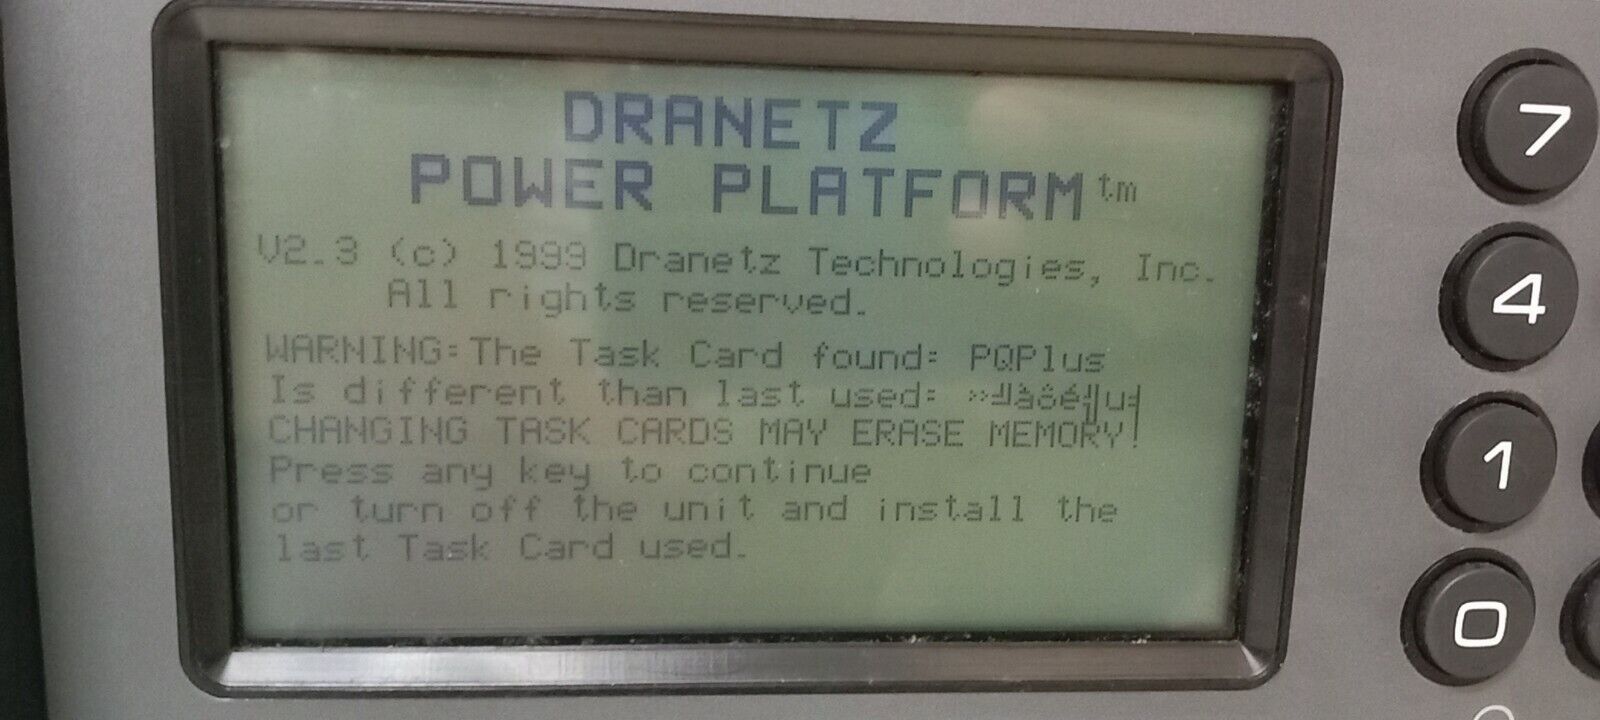 DRANETZ
POWER PLATFORM tm
V2.3 (c) 1999 Dranetz Technologies, Inc.
All rights reserved.
WARNING:The Task Card found: PQPlus
Is different than last used:
CHANGING TASK CARDS MAY ERASE MEMORY!
Press any key to continue
or turn off the unit and install the
last Task Card used.
7
4
1
0